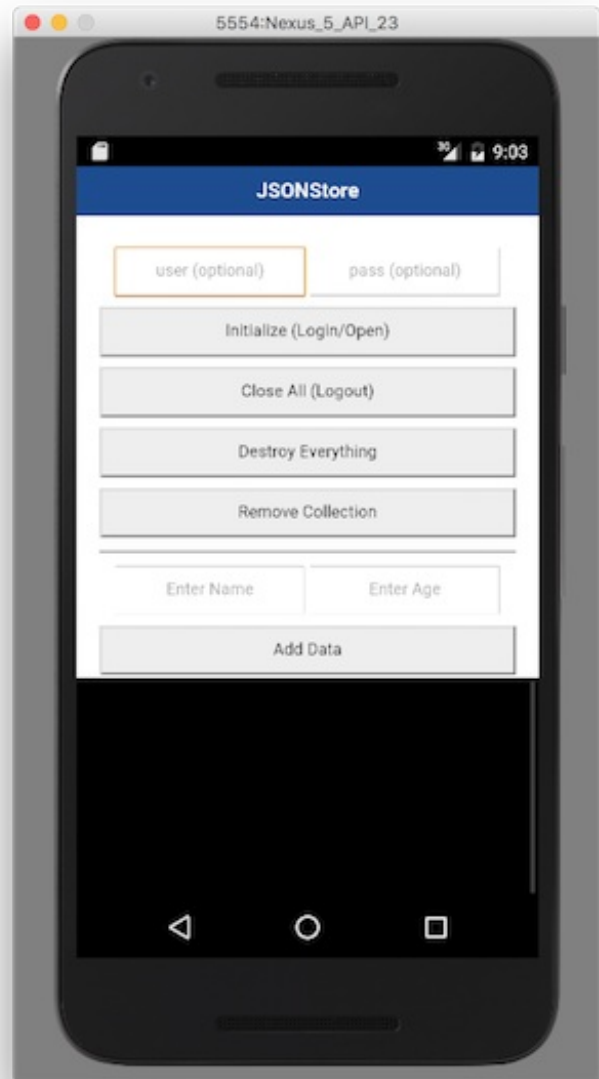 5554:Nexus_5_API_23
3G 9:03
JSONStore
user (optional) pass (optional)
Initialize (Login/Open)
Close All (Logout)
Destroy Everything
Remove Collection
Enter Name Enter Age
Add Data